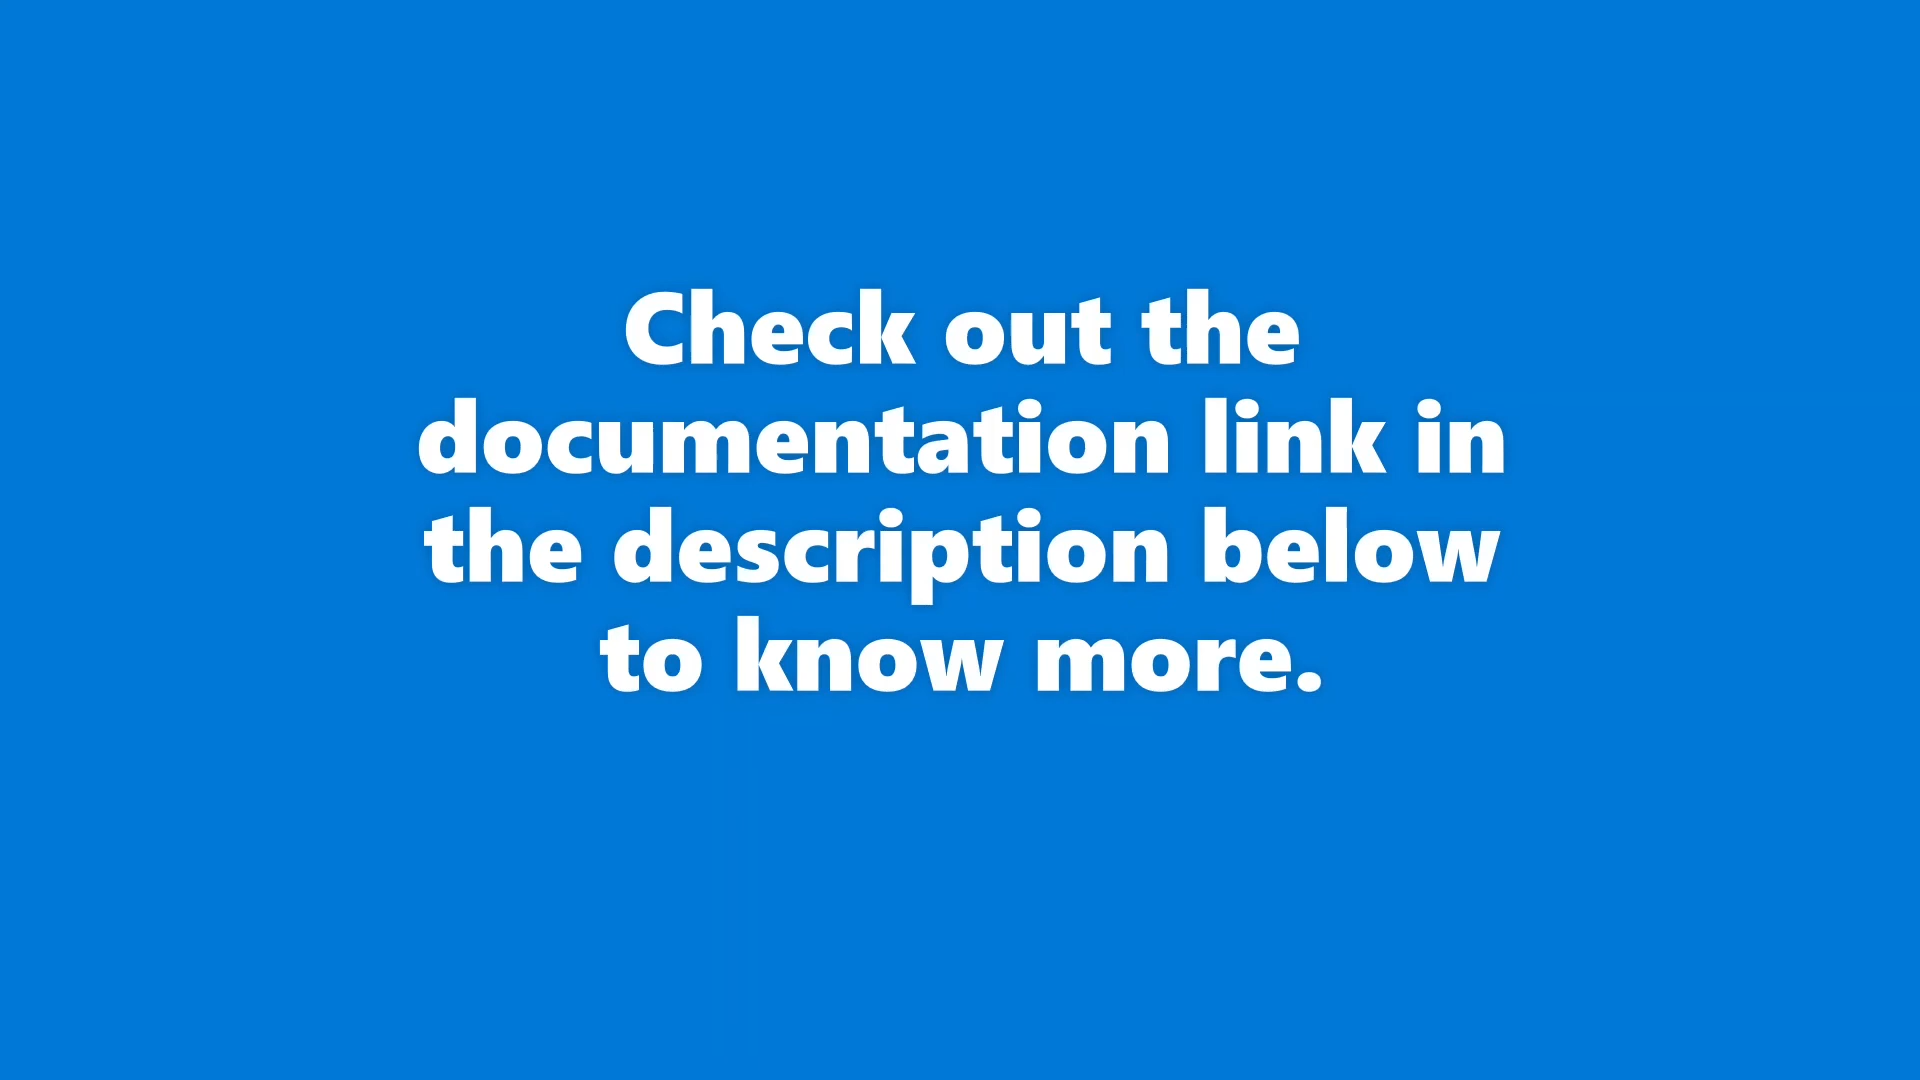 Check out the
documentation link in
the description below
to know more.